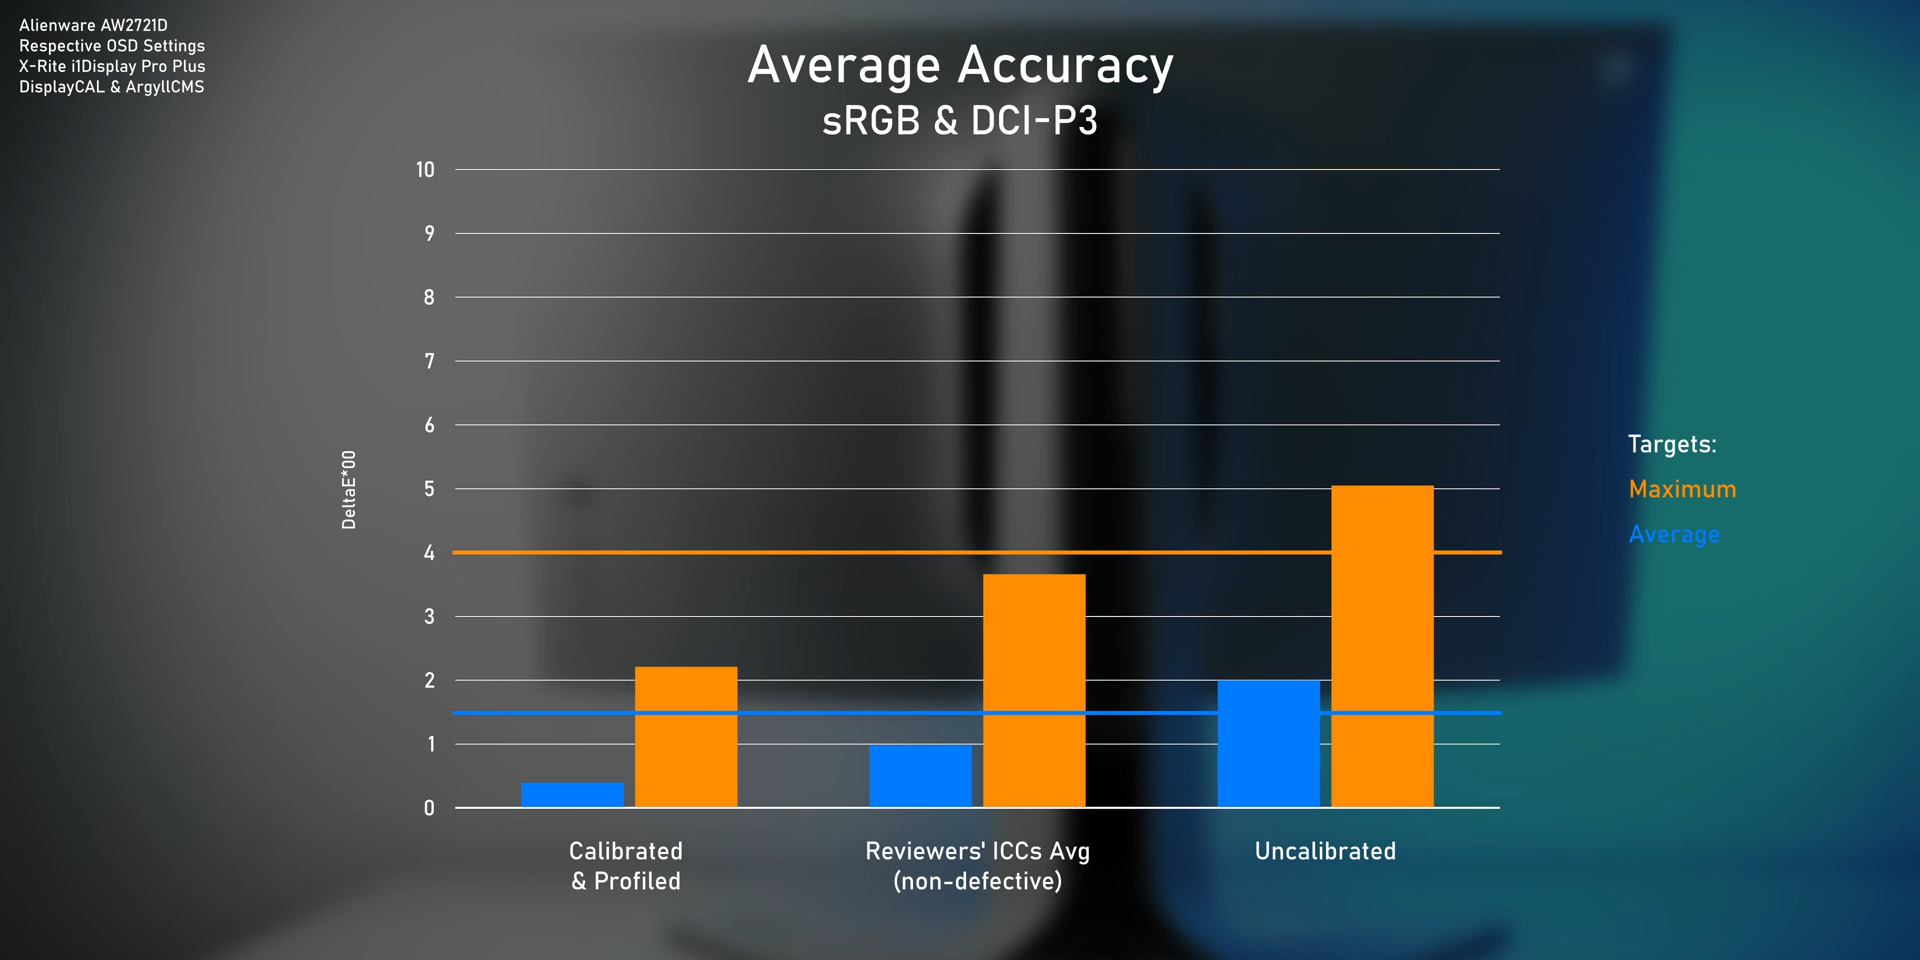 Alienware AW2721D
Respective OSD Settings
X-Rite i1Display Pro Plus
DisplayCAL & ArgyllCMS
Average Accuracy
sRGB & DCI-P3
10
9
8
7
6
5
4
3
2
1
0
DeltaE*00
Targets:
Maximum
Average
Calibrated
& Profiled
Reviewers' ICCs Avg
(non-defective)
Uncalibrated